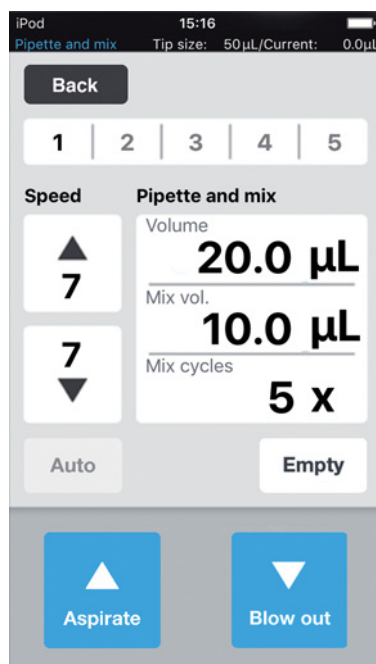 iPod 15:16
Pipette and mix Tip size: 50µL/Current: 0.0µL
Back
1 2 3 4 5
Speed Pipette and mix
Volume
20.0 µL
7
Mix vol.
10.0 µL
7
Mix cycles
5 x
Auto Empty
Aspirate Blow out